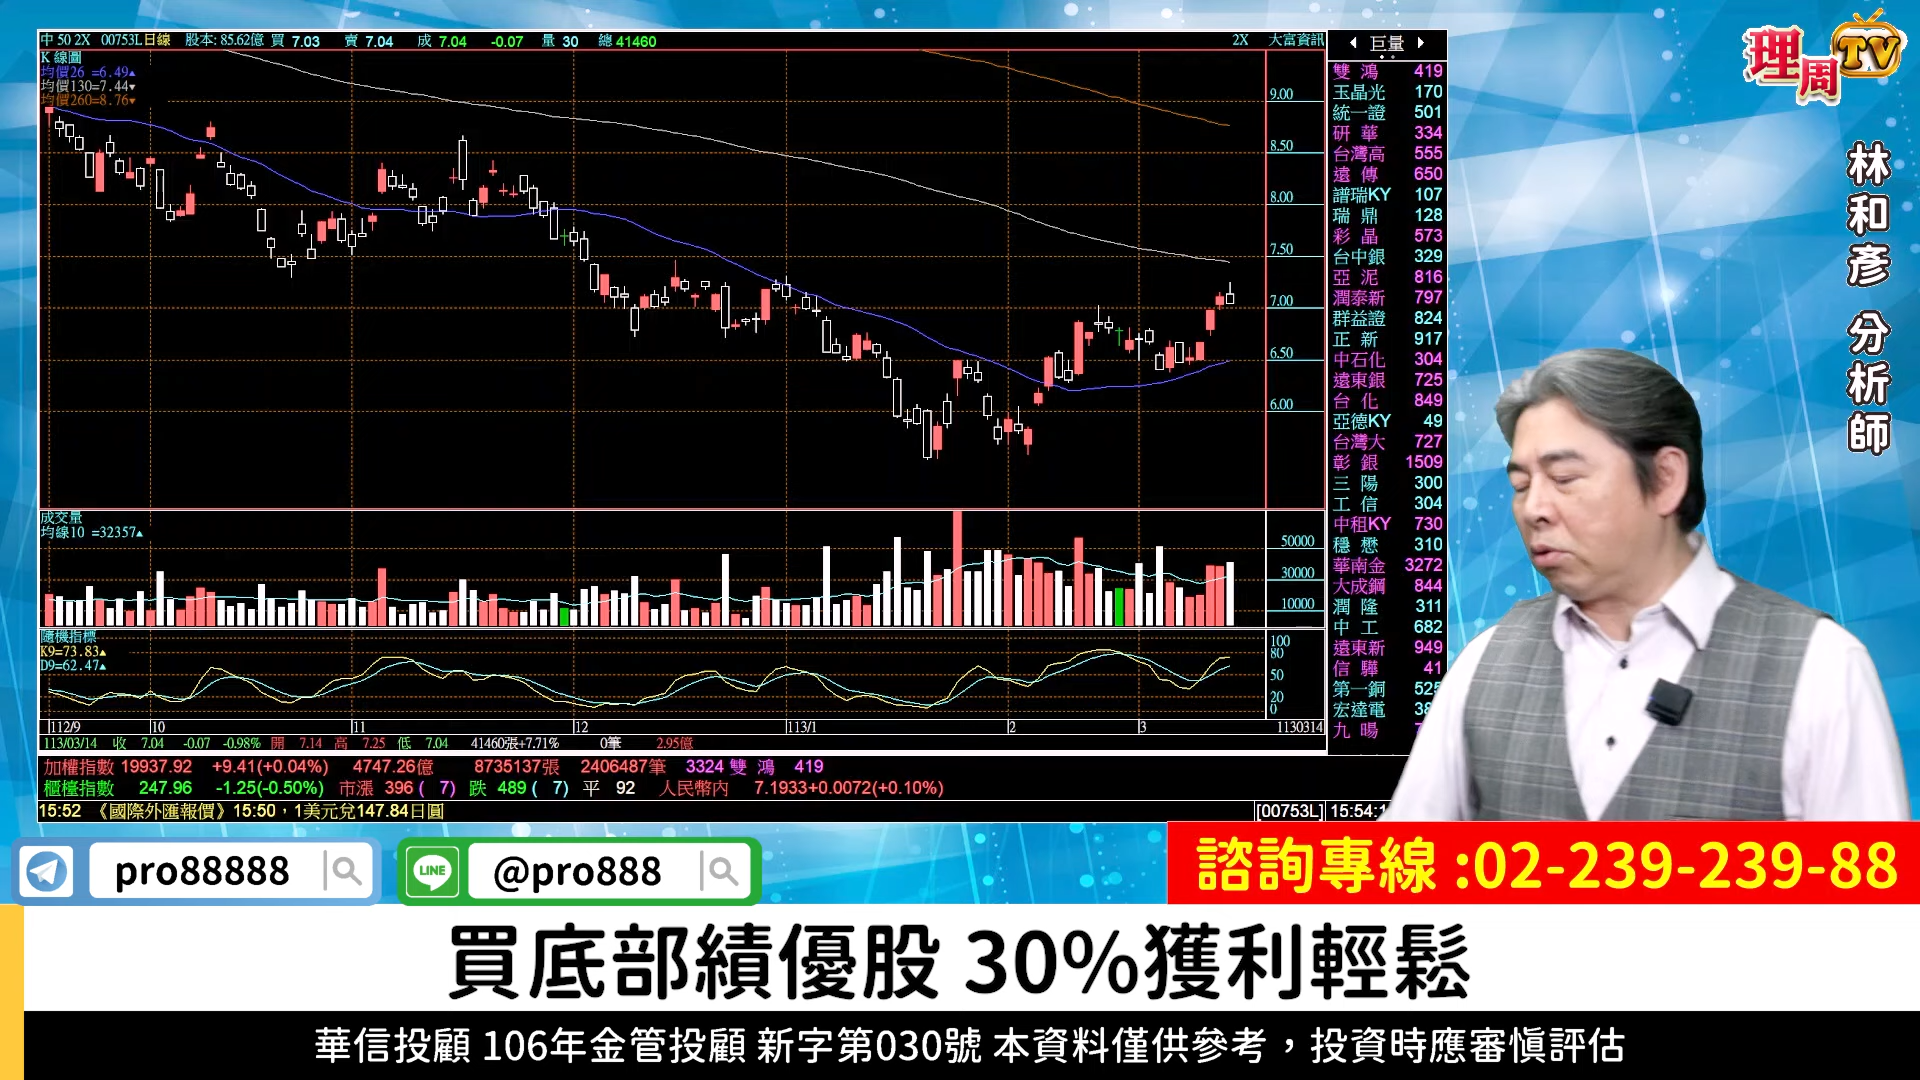 中 50 2X 00753L日線 股本: 85.62億 買 7.03 賣 7.04 成 7.04 -0.07 量 30 總 41460 2X 大富資訊
K 線圖
均價26 =6.49▲
均價130=7.44▼
均價260=8.76▼
9.00
8.50
8.00
7.50
7.00
6.50
6.00
成交量
均線10 =32357▲
50000
30000
10000
隨機指標
K9=73.83▲
D9=62.47▲
100
80
50
20
0
112/9 10 11 12 113/1 2 3 1130314
113/03/14 收 7.04 -0.07 -0.98% 開 7.14 高 7.25 低 7.04 41460張+7.71% 0筆 2.95億
加權指數 19937.92 +9.41(+0.04%) 4747.26億 8735137張 2406487筆 3324 雙 鴻 419
櫃檯指數 247.96 -1.25(-0.50%) 市漲 396 ( 7) 跌 489 ( 7) 平 92 人民幣內 7.1933+0.0072(+0.10%)
15:52 《國際外匯報價》15:50，1美元兌147.84日圓 [00753L] 15:54:1
巨量
雙 鴻 419
玉晶光 170
統一證 501
研 華 334
台灣高 555
遠 傳 650
譜瑞KY 107
瑞 鼎 128
彩 晶 573
台中銀 329
亞 泥 816
潤泰新 797
群益證 824
正 新 917
中石化 304
遠東銀 725
台 化 849
亞德KY 49
台灣大 727
彰 銀 1509
三 陽 300
工 信 304
中租KY 730
穩 懋 310
華南金 3272
大成鋼 844
潤 隆 311
中 工 682
遠東新 949
信 驊 41
第一銅 525
宏達電 38
九 暘
理周TV
林和彥 分析師
pro88888
LINE @pro888
諮詢專線 :02-239-239-88
買底部績優股 30%獲利輕鬆
華信投顧 106年金管投顧 新字第030號 本資料僅供參考，投資時應審慎評估